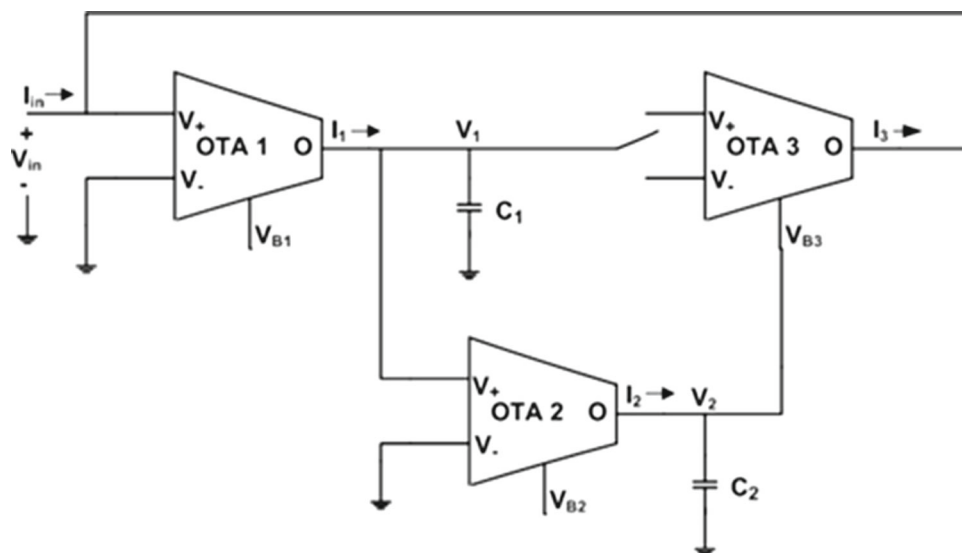 Iin
+
Vin
-
V+
OTA 1
O
V-
VB1
I1
V1
C1
V+
OTA 3
O
V-
VB3
I3
V+
OTA 2
O
V-
VB2
I2
V2
C2